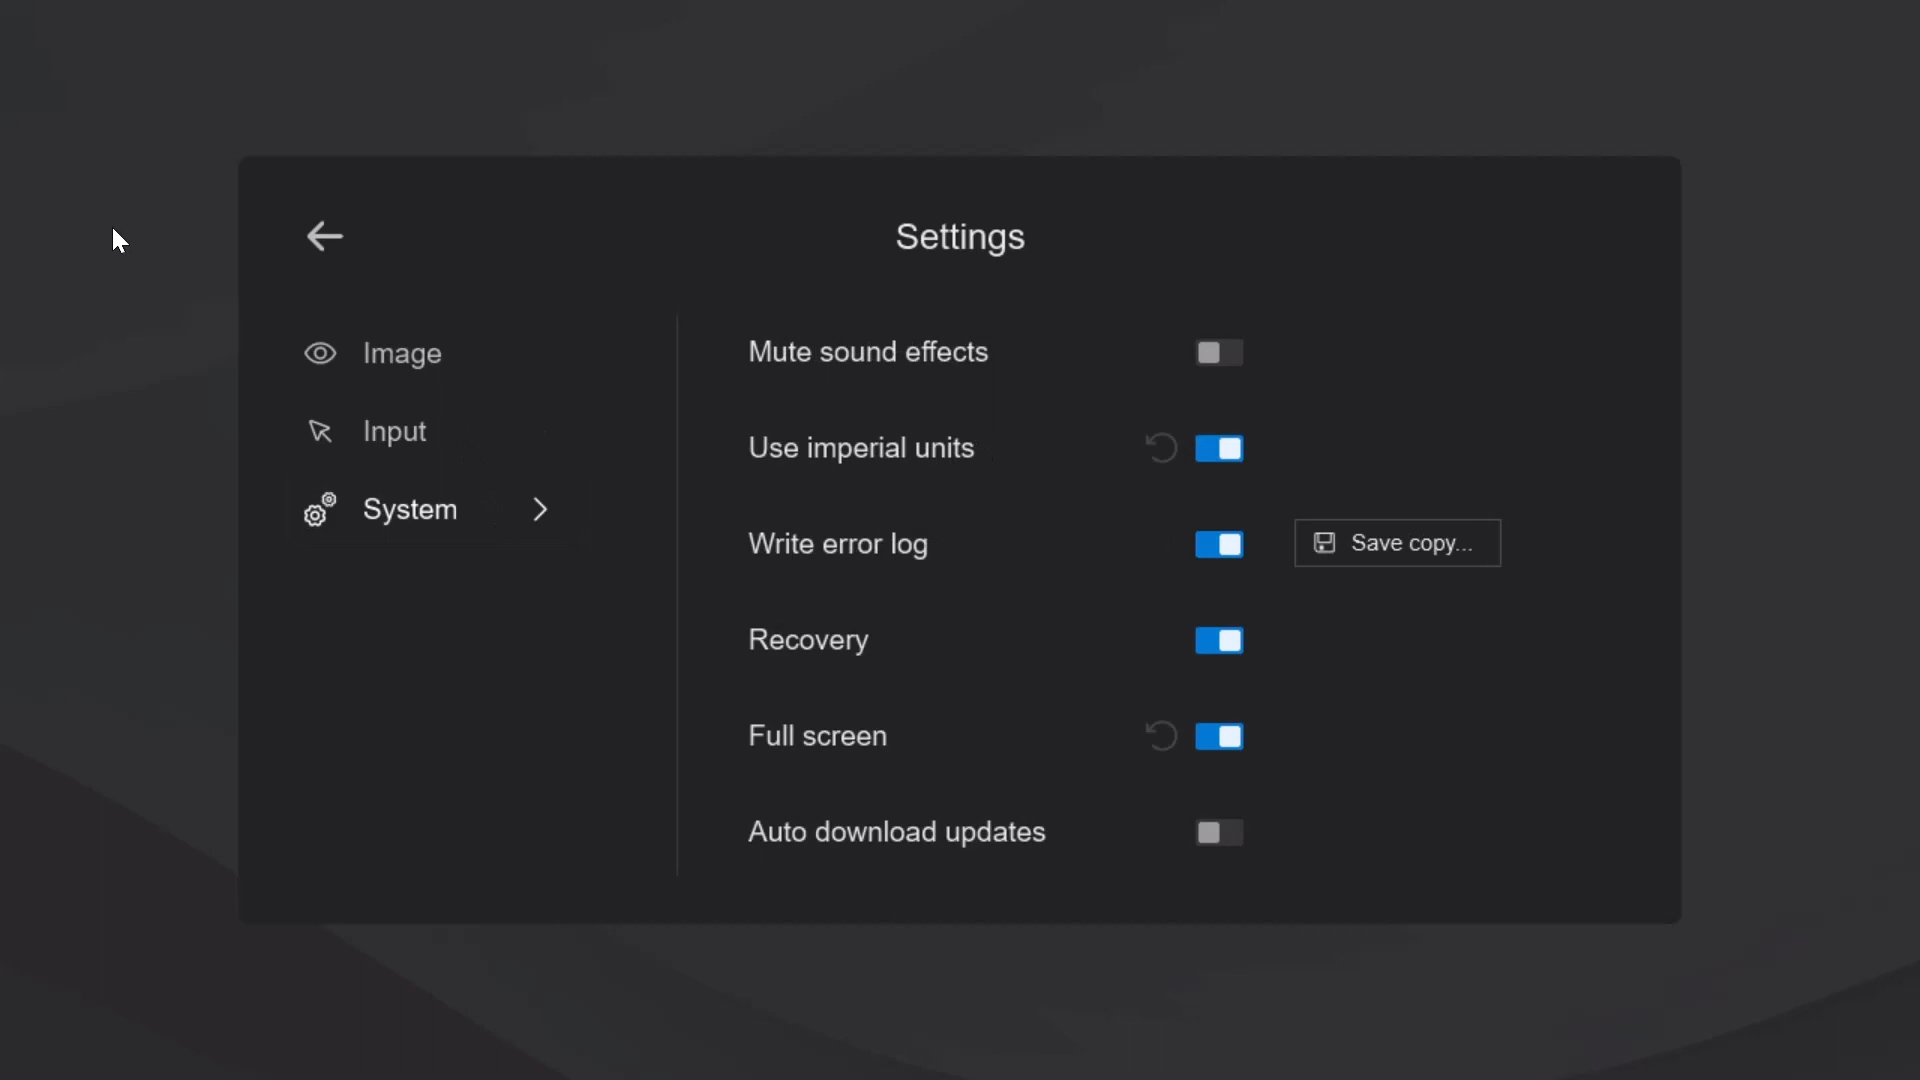 Settings
Image
Input
System
Mute sound effects
Use imperial units
Write error log
Save copy...
Recovery
Full screen
Auto download updates